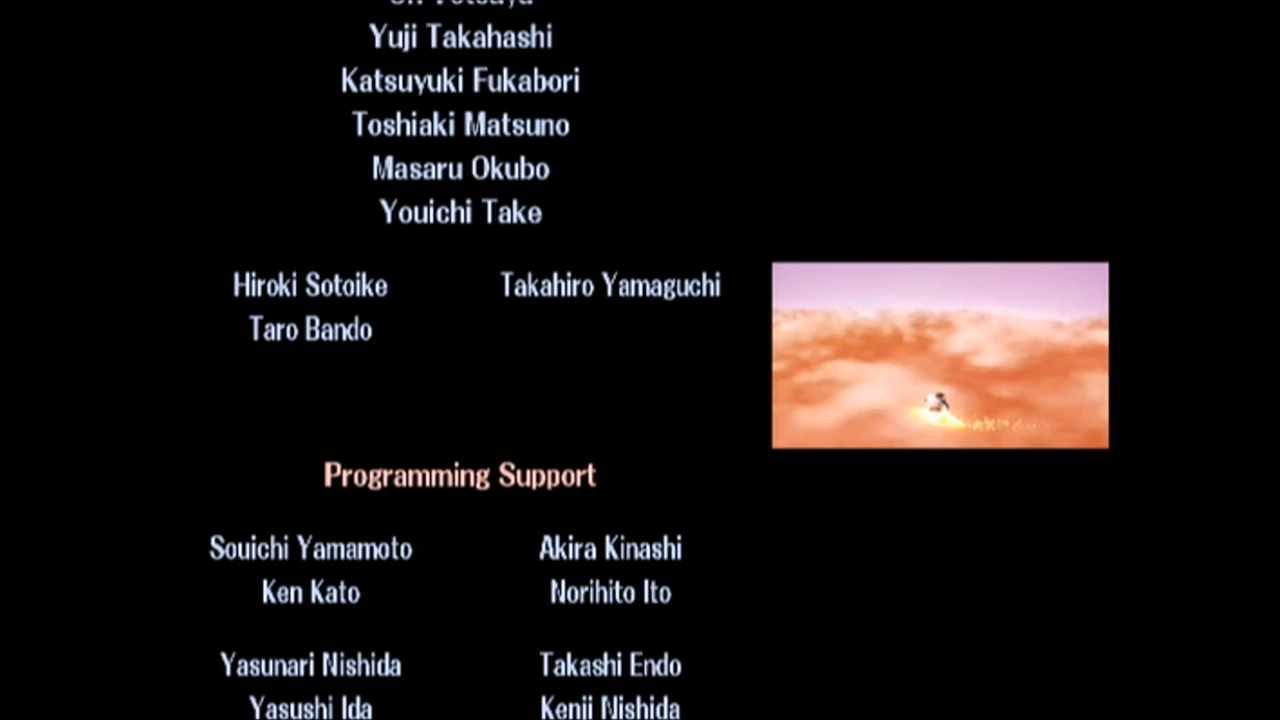 Yuji Takahashi
Katsuyuki Fukabori
Toshiaki Matsuno
Masaru Okubo
Youichi Take
Hiroki Sotoike Takahiro Yamaguchi
Taro Bando
Programming Support
Souichi Yamamoto Akira Kinashi
Ken Kato Norihito Ito
Yasunari Nishida Takashi Endo
Yasushi Ida Kenji Nishida